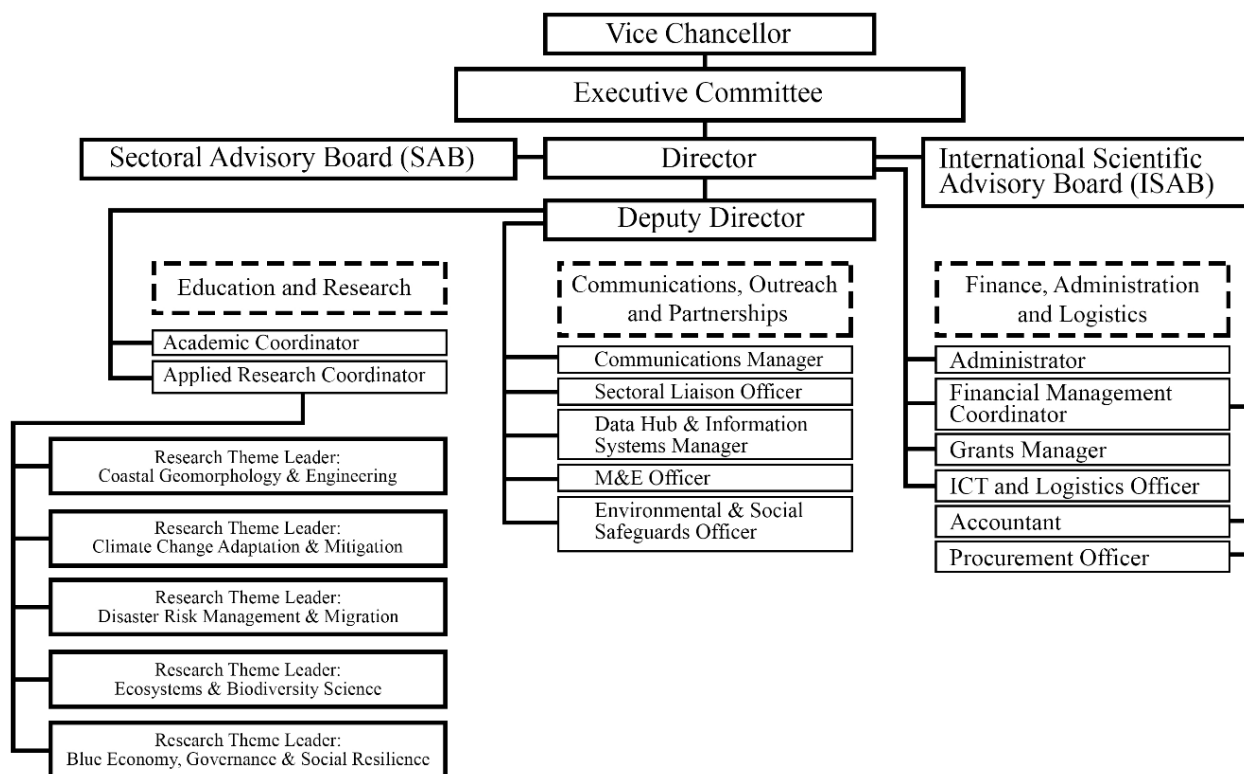 Vice Chancellor
Executive Committee
Sectoral Advisory Board (SAB)
Director
International Scientific
Advisory Board (ISAB)
Deputy Director
Education and Research
Academic Coordinator
Applied Research Coordinator
Research Theme Leader:
Coastal Geomorphology & Engineering
Research Theme Leader:
Climate Change Adaptation & Mitigation
Research Theme Leader:
Disaster Risk Management & Migration
Research Theme Leader:
Ecosystems & Biodiversity Science
Research Theme Leader:
Blue Economy, Governance & Social Resilience
Communications, Outreach
and Partnerships
Communications Manager
Sectoral Liaison Officer
Data Hub & Information
Systems Manager
M&E Officer
Environmental & Social
Safeguards Officer
Finance, Administration
and Logistics
Administrator
Financial Management
Coordinator
Grants Manager
ICT and Logistics Officer
Accountant
Procurement Officer